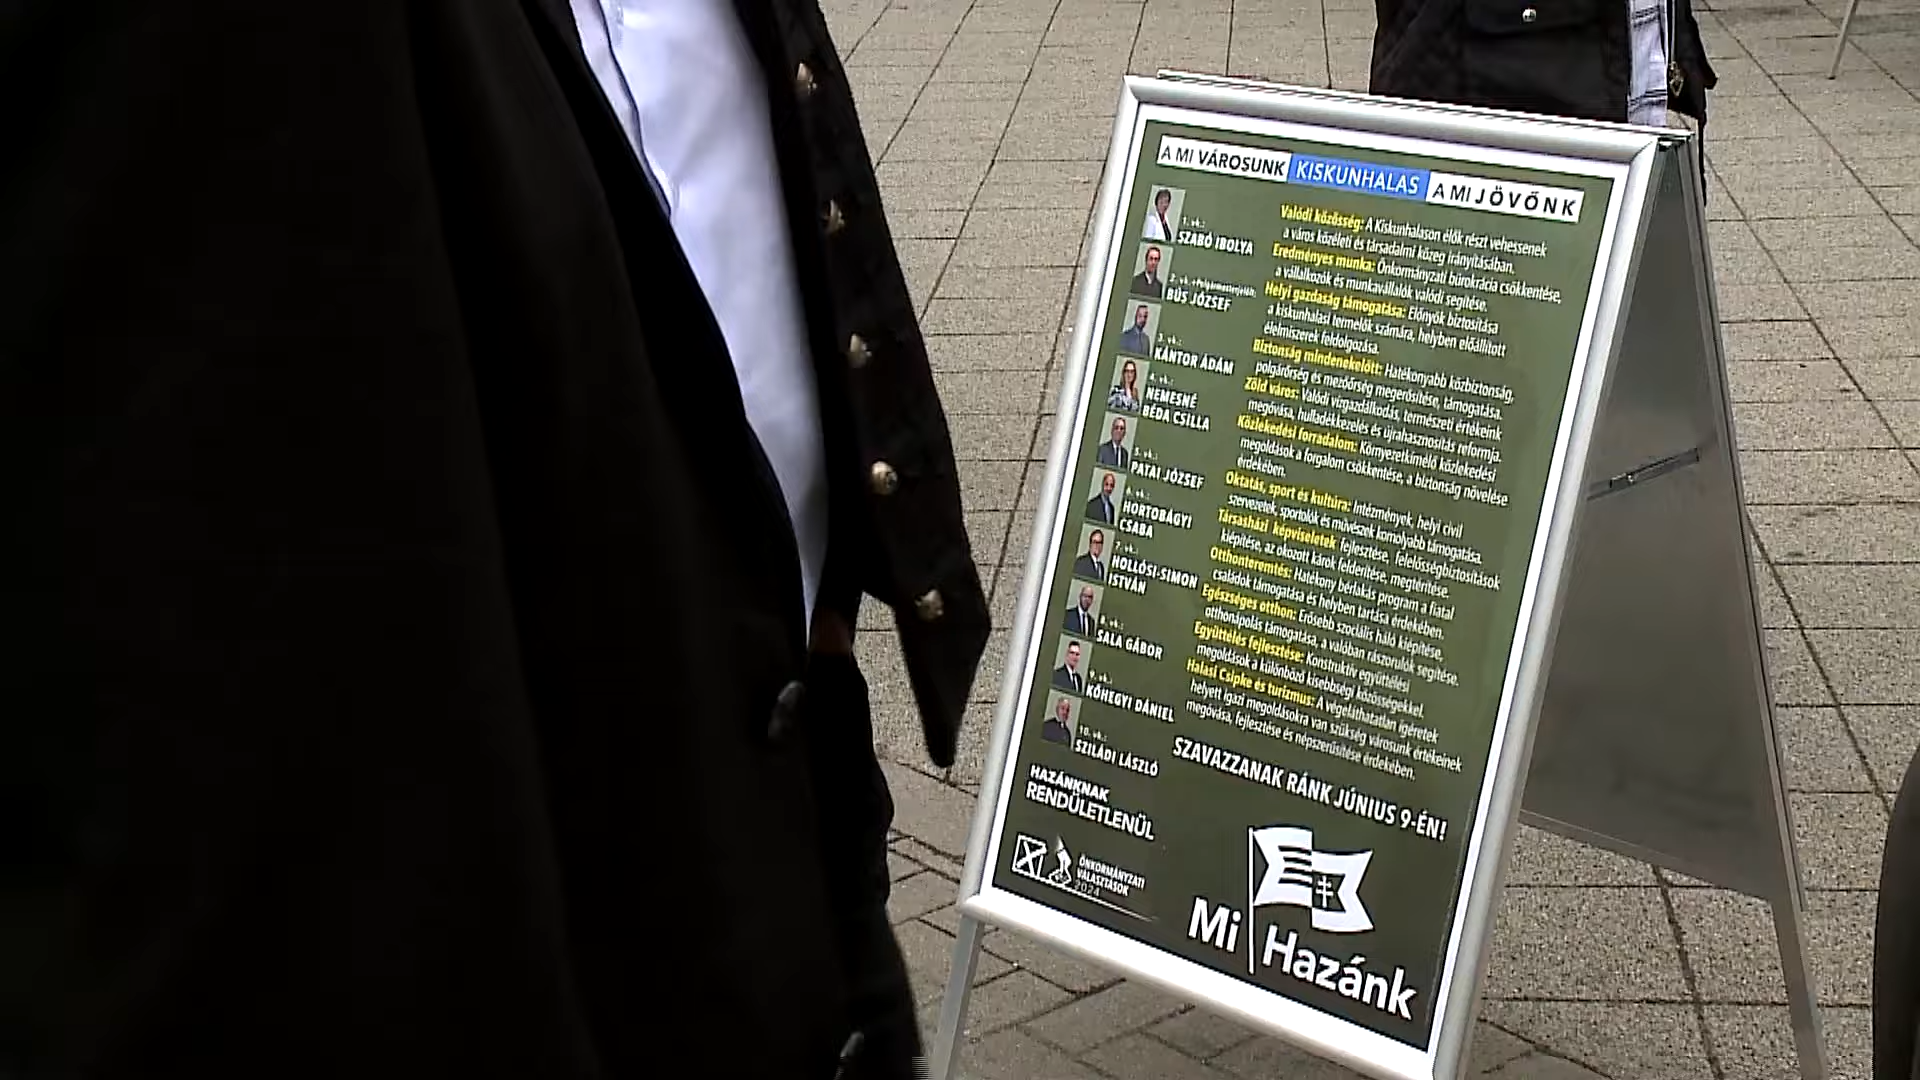 A MI VÁROSUNK KISKUNHALAS A MI JÖVŐNK
1. vk.:
SZABÓ IBOLYA
2. vk. +Polgármesterjelölt:
BÚS JÓZSEF
3. vk.:
KÁNTOR ÁDÁM
4. vk.:
NEMESNÉ
BÉDA CSILLA
5. vk.:
PATAI JÓZSEF
6. vk.:
HORTOBÁGYI
CSABA
7. vk.:
HOLLÓSI-SIMON
ISTVÁN
8. vk.:
SALA GÁBOR
9. vk.:
KŐHEGYI DÁNIEL
10. vk.:
SZILÁDI LÁSZLÓ
Valódi közösség: A Kiskunhalason élők részt vehessenek
a város közéleti és társadalmi közeg irányításában.
Eredményes munka: Önkormányzati bürokrácia csökkentése,
a vállalkozók és munkavállalók valódi segítése.
Helyi gazdaság támogatása: Előnyök biztosítása
a kiskunhalasi termelők számára, helyben előállított
élelmiszerek feldolgozása.
Biztonság mindenekelőtt: Hatékonyabb közbiztonság,
polgárőrség és mezőőrség megerősítése, támogatása.
Zöld város: Valódi vízgazdálkodás, természeti értékeink
megóvása, hulladékkezelés és újrahasznosítás reformja.
Közlekedési forradalom: Környezetkímélő közlekedési
megoldások a forgalom csökkentése, a biztonság növelése
érdekében.
Oktatás, sport és kultúra: Intézmények, helyi civil
szervezetek, sportolók és művészek komolyabb támogatása.
Társasházi képviseletek fejlesztése, felelősségbiztosítások
kiépítése, az okozott károk felderítése, megtérítése.
Otthonteremtés: Hatékony bérlakás program a fiatal
családok támogatása és helyben tartása érdekében.
Egészséges otthon: Erősebb szociális háló kiépítése,
otthonápolás támogatása, a valóban rászorulók segítése.
Együttélés fejlesztése: Konstruktív együttélési
megoldások a különböző kisebbségi közösségekkel.
Halasi Csipke és turizmus: A végeláthatatlan ígéretek
helyett igazi megoldásokra van szükség városunk értékeinek
megóvása, fejlesztése és népszerűsítése érdekében.
SZAVAZZANAK RÁNK JÚNIUS 9-ÉN!
HAZÁNKNAK
RENDÜLETLENÜL
ÖNKORMÁNYZATI
VÁLASZTÁSOK
2024
Mi Hazánk